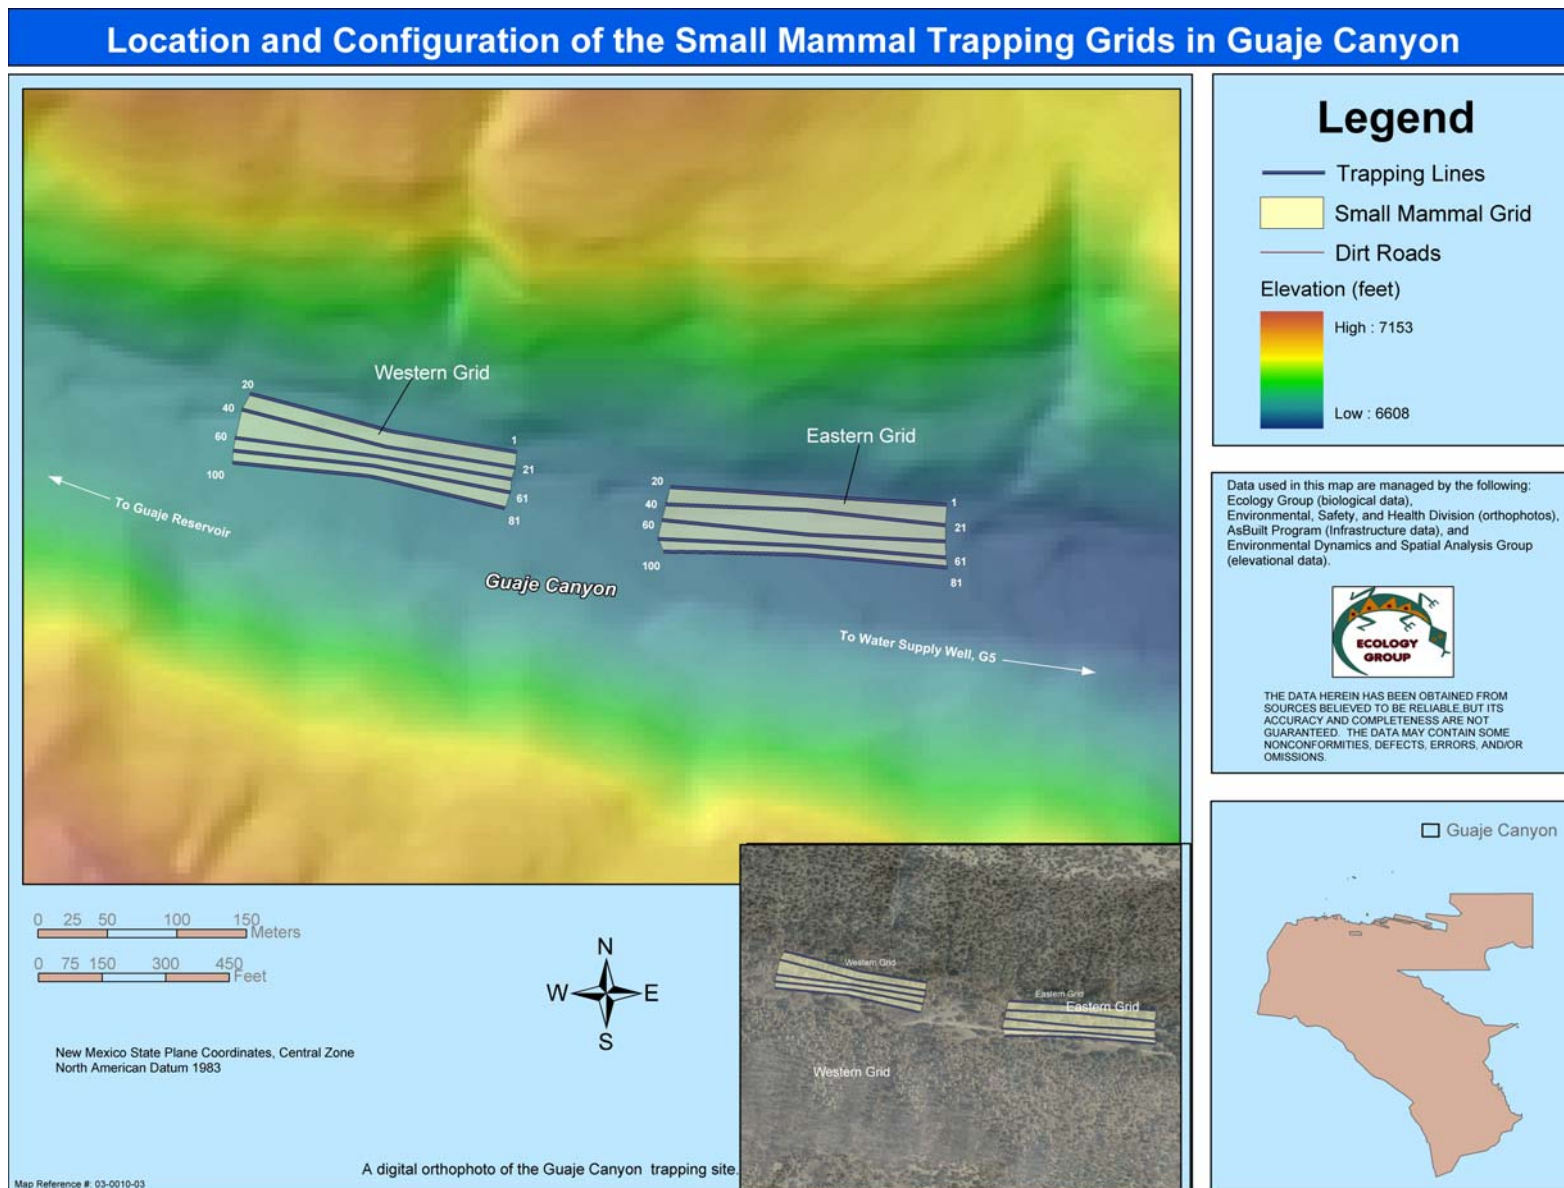 Location and Configuration of the Small Mammal Trapping Grids in Guaje Canyon
Western Grid
20
40
60
100
1
21
61
81
Eastern Grid
20
40
60
100
1
21
61
81
To Guaje Reservoir
Guaje Canyon
To Water Supply Well, G5
Legend
Trapping Lines
Small Mammal Grid
Dirt Roads
Elevation (feet)
High : 7153
Low : 6608
Data used in this map are managed by the following:
Ecology Group (biological data),
Environmental, Safety, and Health Division (orthophotos),
AsBuilt Program (Infrastructure data), and
Environmental Dynamics and Spatial Analysis Group
(elevational data).
ECOLOGY
GROUP
THE DATA HEREIN HAS BEEN OBTAINED FROM
SOURCES BELIEVED TO BE RELIABLE,BUT ITS
ACCURACY AND COMPLETENESS ARE NOT
GUARANTEED. THE DATA MAY CONTAIN SOME
NONCONFORMITIES, DEFECTS, ERRORS, AND/OR
OMISSIONS.
Guaje Canyon
0 25 50 100 150
Meters
0 75 150 300 450
Feet
N
W E
S
New Mexico State Plane Coordinates, Central Zone
North American Datum 1983
Western Grid
Eastern Grid
Eastern Grid
Western Grid
A digital orthophoto of the Guaje Canyon trapping site.
Map Reference #: 03-0010-03